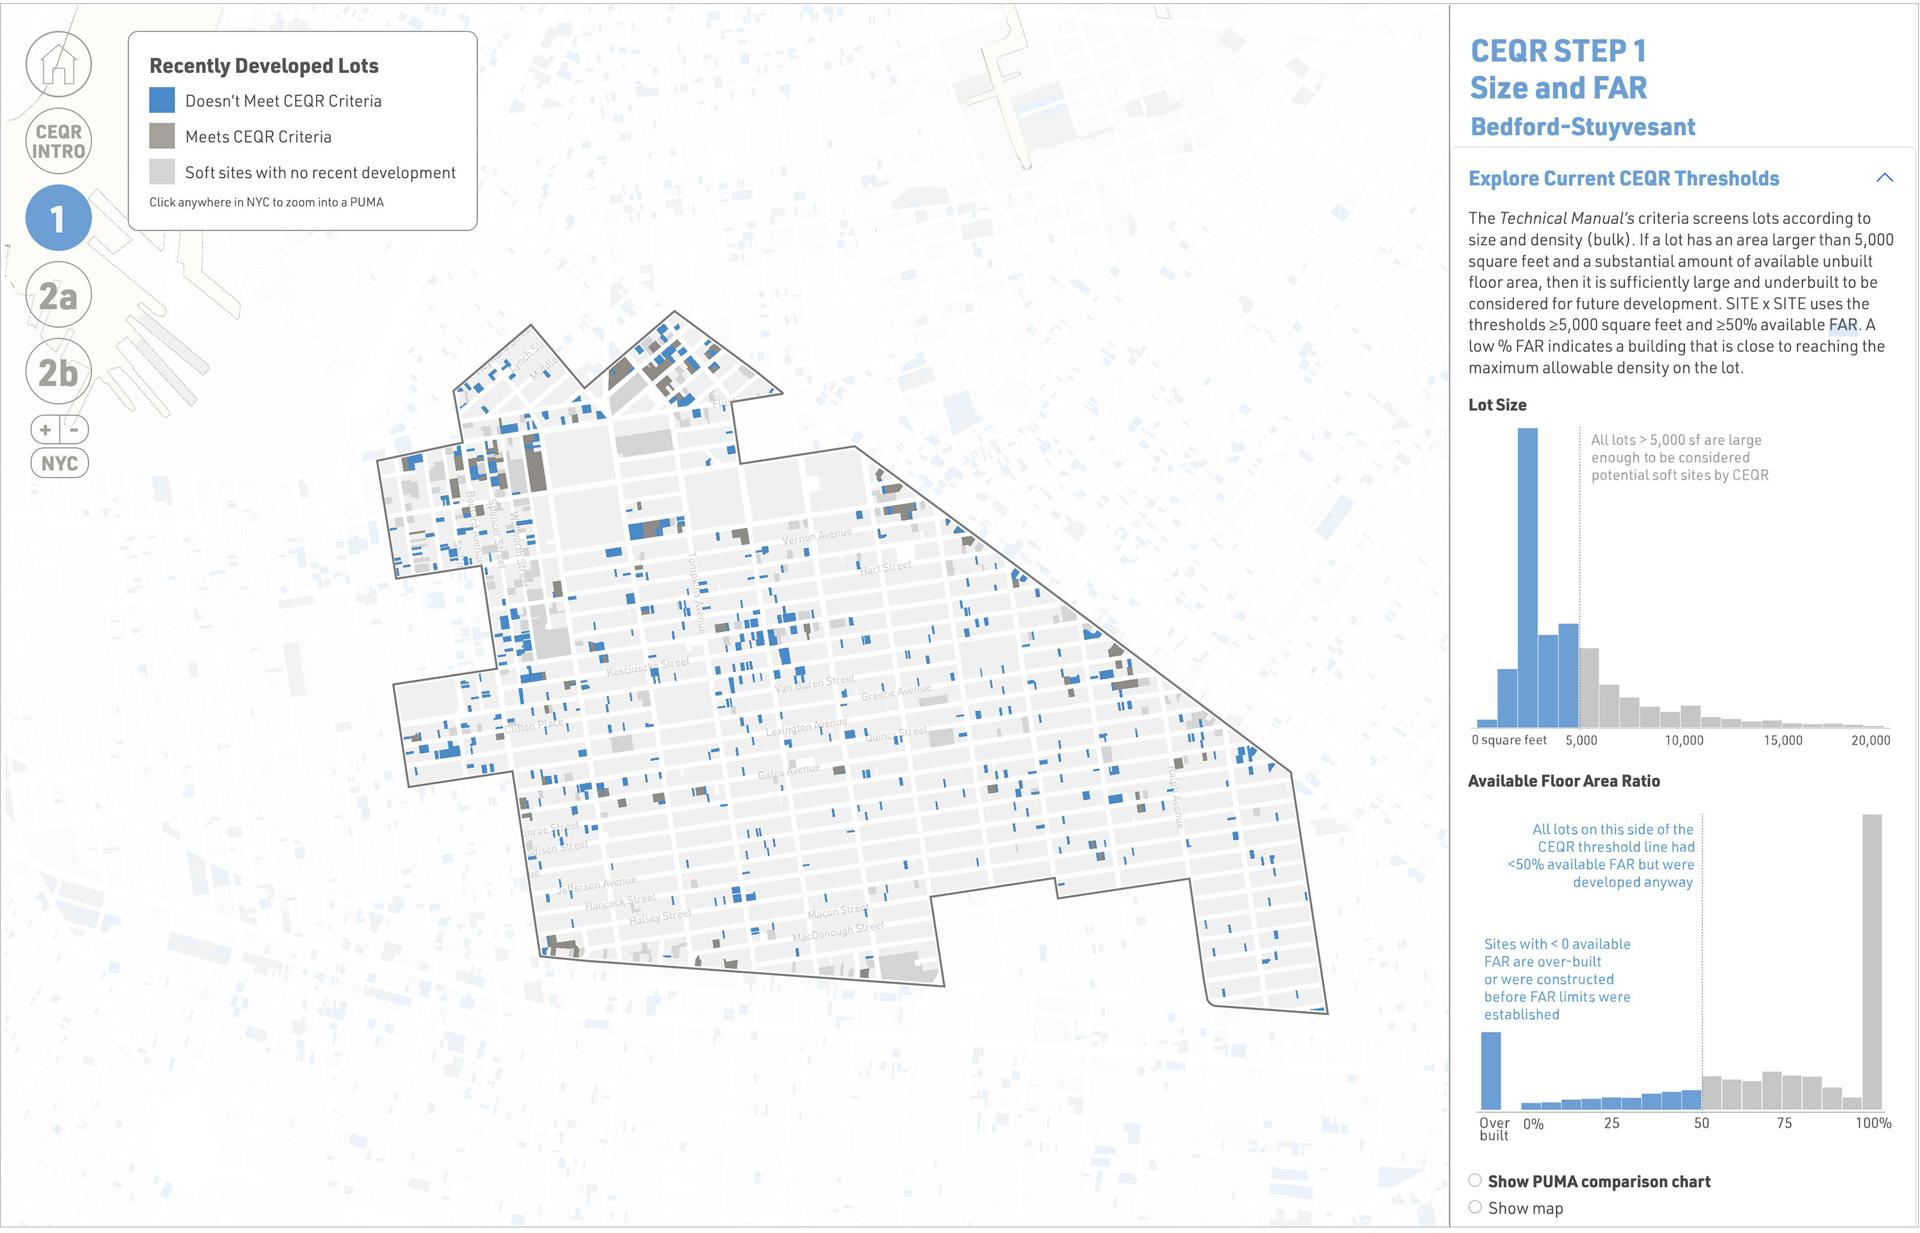 CEQR
INTRO
1
2a
2b
+ -
NYC
Recently Developed Lots
Doesn't Meet CEQR Criteria
Meets CEQR Criteria
Soft sites with no recent development
Click anywhere in NYC to zoom into a PUMA
Lynch St
Middle
Vernon Avenue
Hart Street
Tompkins Avenue
Kosciuszko Street
Van Buren Street
Greene Avenue
Clifton Place
Lexington Avenue
Quincy Street
Gates Avenue
Ralph Avenue
nroe Street
dison Street
Jefferson Avenue
Hancock Street
Halsey Street
Macon Street
MacDonough Street
CEQR STEP 1
Size and FAR
Bedford-Stuyvesant
Explore Current CEQR Thresholds
The Technical Manual's criteria screens lots according to
size and density (bulk). If a lot has an area larger than 5,000
square feet and a substantial amount of available unbuilt
floor area, then it is sufficiently large and underbuilt to be
considered for future development. SITE x SITE uses the
thresholds ≥5,000 square feet and ≥50% available FAR. A
low % FAR indicates a building that is close to reaching the
maximum allowable density on the lot.
Lot Size
All lots > 5,000 sf are large
enough to be considered
potential soft sites by CEQR
0 square feet 5,000 10,000 15,000 20,000
Available Floor Area Ratio
All lots on this side of the
CEQR threshold line had
<50% available FAR but were
developed anyway
Sites with < 0 available
FAR are over-built
or were constructed
before FAR limits were
established
Over
built
0% 25 50 75 100%
Show PUMA comparison chart
Show map